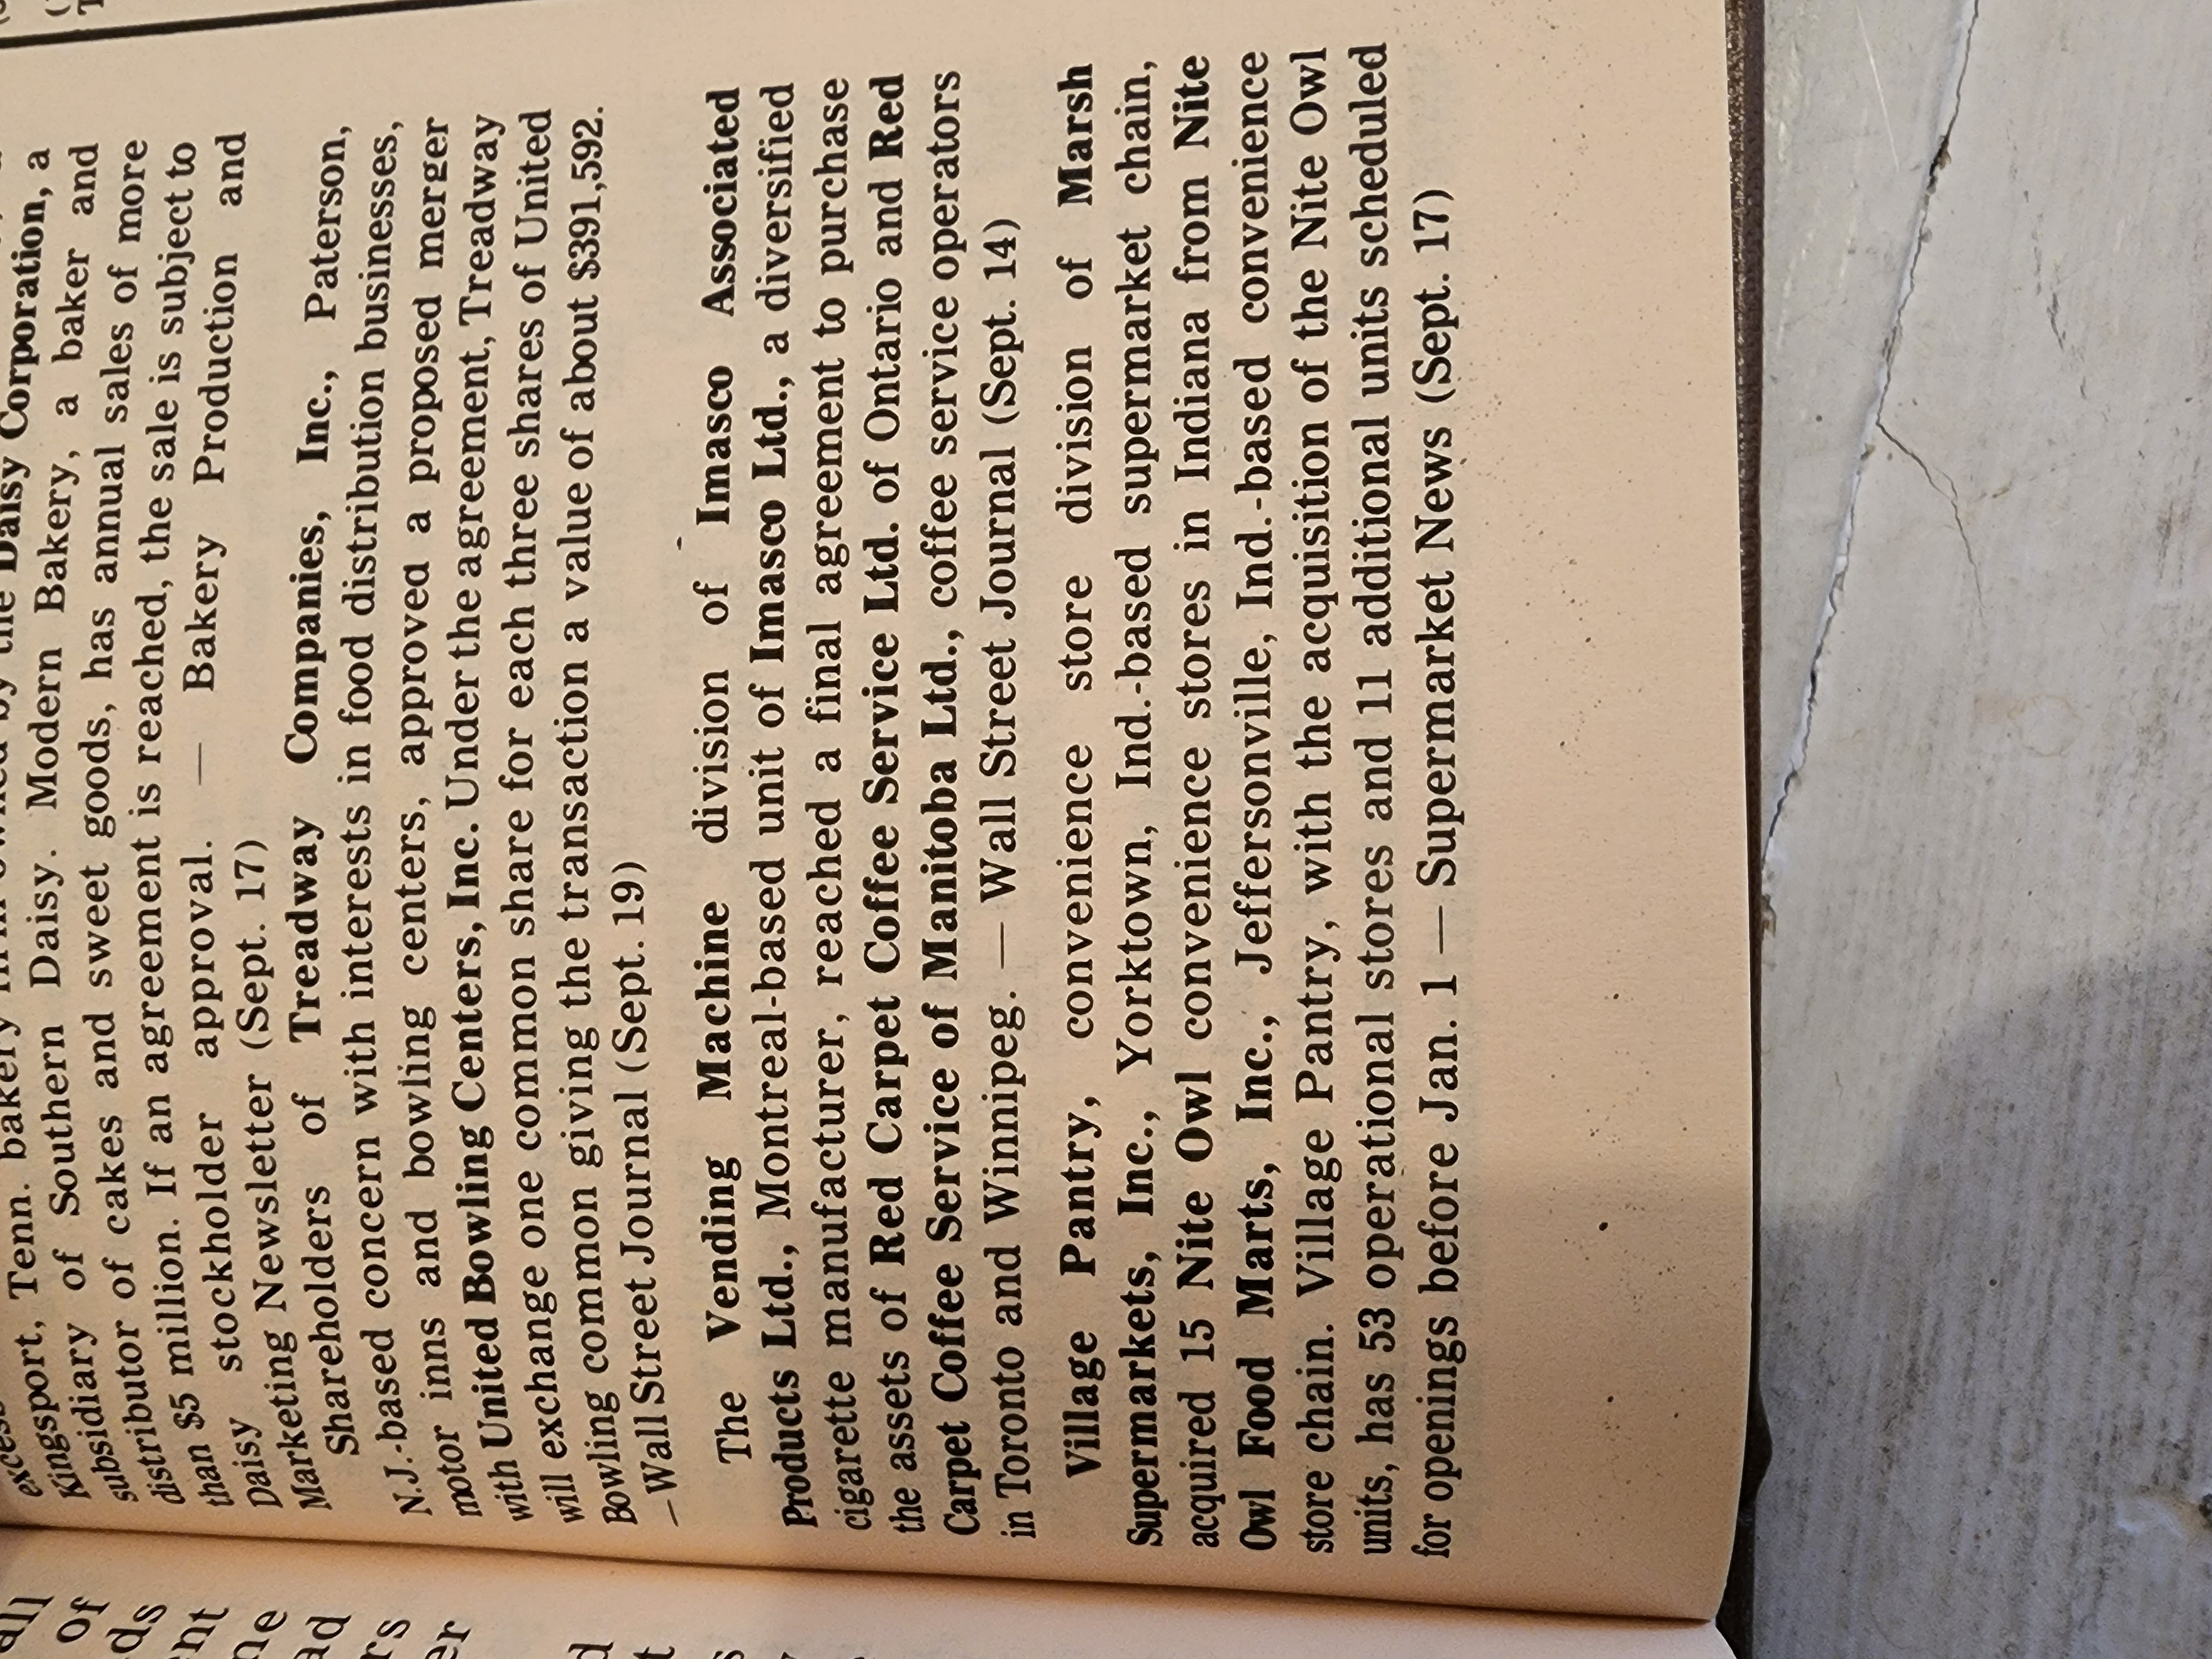 Kingsport, Tenn. bakery
by the Daisy Corporation, a
Kingsidiary of Southern Daisy. Modern Bakery, a baker and
subtributor of cakes and sweet goods, has annual sales of more
distmillion. If an agreement is reached, the sale is subject to
than $5 stockholder approval. — Bakery Production and
Daisy Newsletter (Sept. 17)
Marketing
Shareholders of Treadway Companies, Inc., Paterson,
N.J.-based concern with interests in food distribution businesses,
motor inns and bowling centers, approved a proposed merger
with United Bowling Centers, Inc. Under the agreement, Treadway
will exchange one common share for each three shares of United
Bowling common giving the transaction a value of about $391,592.
—Wall Street Journal (Sept. 19)
The Vending Machine division of Imasco Associated
Products Ltd., Montreal-based unit of Imasco Ltd., a diversified
cigarette manufacturer, reached a final agreement to purchase
the assets of Red Carpet Coffee Service Ltd. of Ontario and Red
Carpet Coffee Service of Manitoba Ltd., coffee service operators
in Toronto and Winnipeg. — Wall Street Journal (Sept. 14)
Village Pantry, convenience store division of Marsh
Supermarkets, Inc., Yorktown, Ind.-based supermarket chain,
acquired 15 Nite Owl convenience stores in Indiana from Nite
Owl Food Marts, Inc., Jeffersonville, Ind.-based convenience
store chain. Village Pantry, with the acquisition of the Nite Owl
units, has 53 operational stores and 11 additional units scheduled
for openings before Jan. 1 — Supermarket News (Sept. 17)